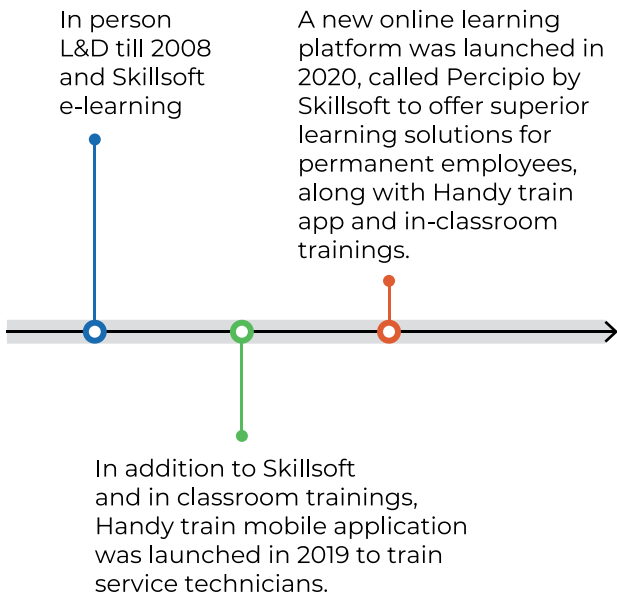 In person
L&D till 2008
and Skillsoft
e-learning
A new online learning
platform was launched in
2020, called Percipio by
Skillsoft to offer superior
learning solutions for
permanent employees,
along with Handy train
app and in-classroom
trainings.
In addition to Skillsoft
and in classroom trainings,
Handy train mobile application
was launched in 2019 to train
service technicians.